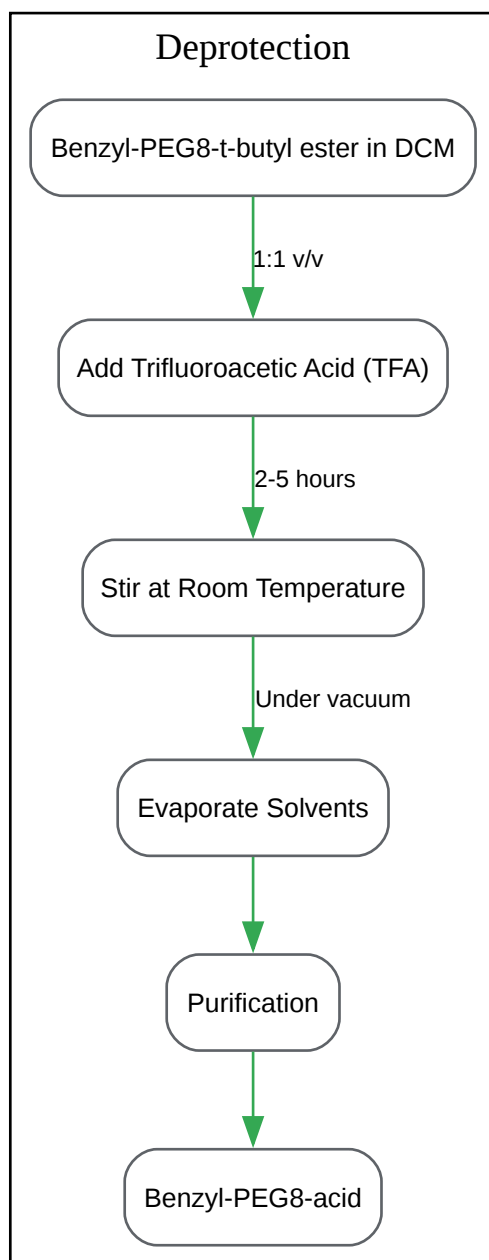 Deprotection
Benzyl-PEG8-t-butyl ester in DCM
1:1 v/v
Add Trifluoroacetic Acid (TFA)
2-5 hours
Stir at Room Temperature
Under vacuum
Evaporate Solvents
Purification
Benzyl-PEG8-acid